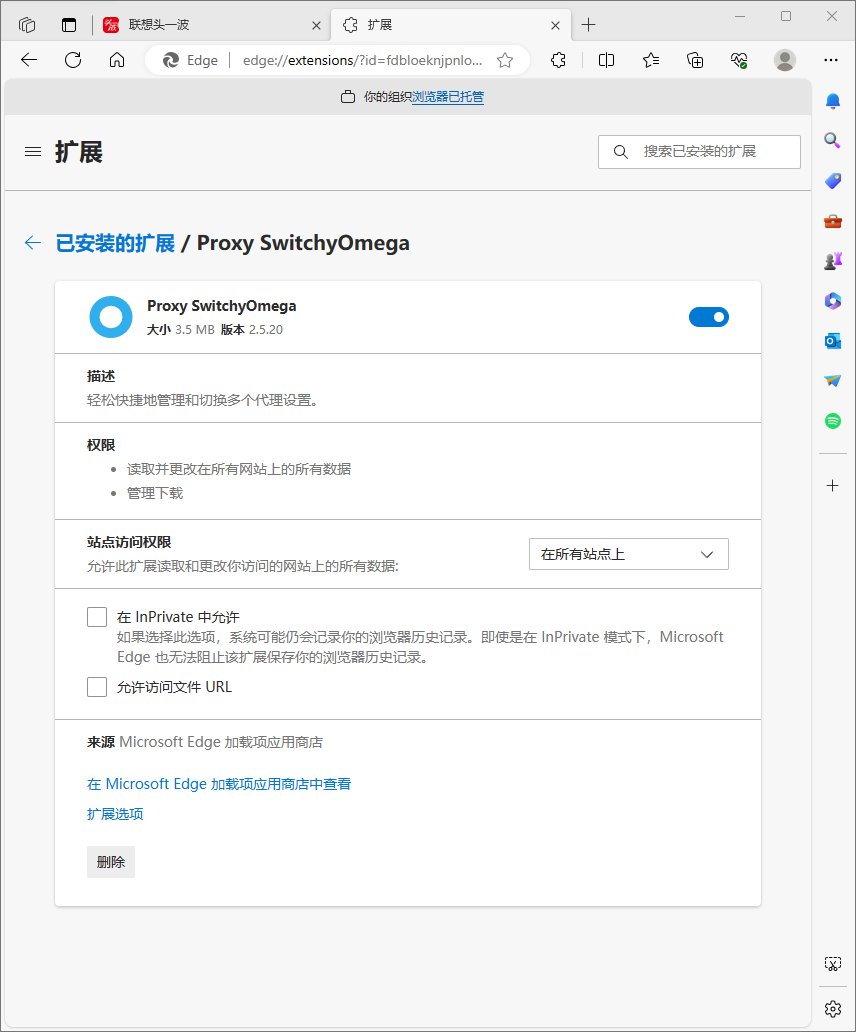 联想头一波
扩展
Edge edge://extensions/?id=fdbloeknjpnlo...
你的组织浏览器已托管
扩展
搜索已安装的扩展
已安装的扩展 / Proxy SwitchyOmega
Proxy SwitchyOmega
大小 3.5 MB 版本 2.5.20
描述
轻松快捷地管理和切换多个代理设置。
权限
读取并更改在所有网站上的所有数据
管理下载
站点访问权限
允许此扩展读取和更改你访问的网站上的所有数据:
在所有站点上
在 InPrivate 中允许
如果选择此选项，系统可能仍会记录你的浏览器历史记录。即使是在 InPrivate 模式下，Microsoft
Edge 也无法阻止该扩展保存你的浏览器历史记录。
允许访问文件 URL
来源 Microsoft Edge 加载项应用商店
在 Microsoft Edge 加载项应用商店中查看
扩展选项
删除